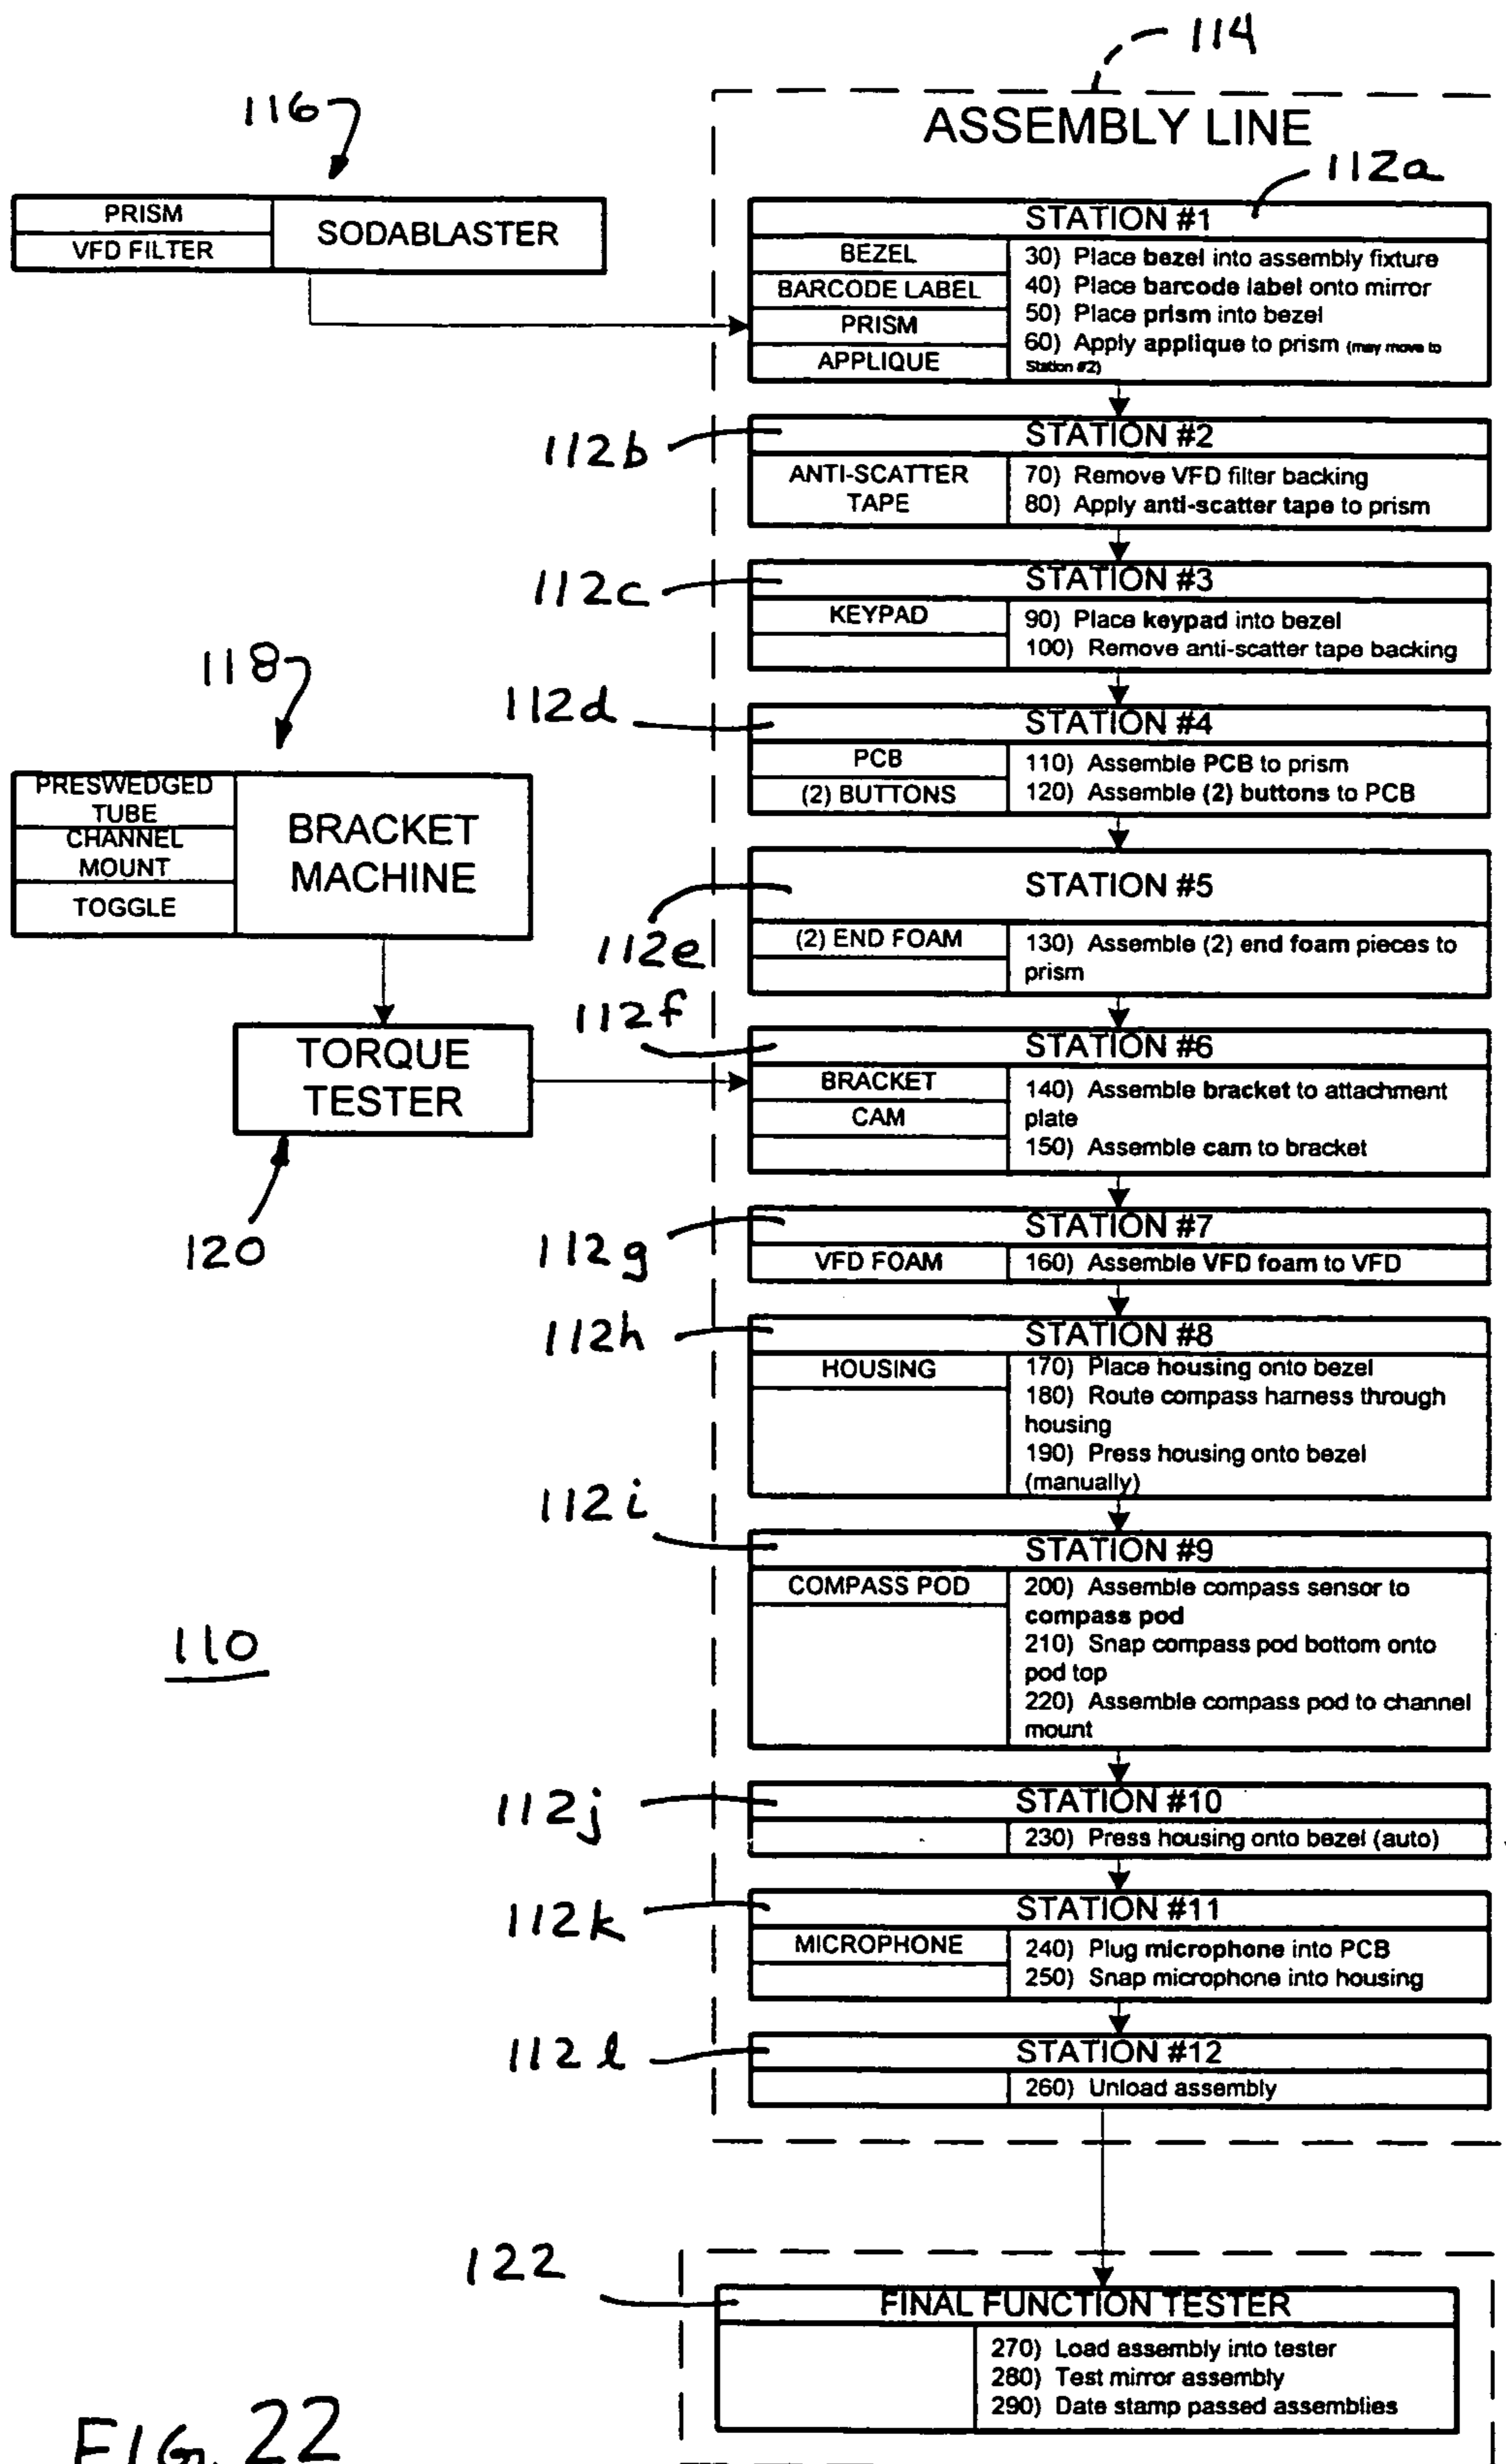 114
ASSEMBLY LINE
116
PRISM
VFD FILTER
SODABLASTER
112a
STATION #1
BEZEL
BARCODE LABEL
PRISM
APPLIQUE
30) Place bezel into assembly fixture
40) Place barcode label onto mirror
50) Place prism into bezel
60) Apply applique to prism (may move to
Station #2)
112b
STATION #2
ANTI-SCATTER
TAPE
70) Remove VFD filter backing
80) Apply anti-scatter tape to prism
112c
STATION #3
KEYPAD
90) Place keypad into bezel
100) Remove anti-scatter tape backing
118
PRESWEDGED
TUBE
CHANNEL
MOUNT
TOGGLE
BRACKET
MACHINE
112d
STATION #4
PCB
(2) BUTTONS
110) Assemble PCB to prism
120) Assemble (2) buttons to PCB
112e
STATION #5
(2) END FOAM
130) Assemble (2) end foam pieces to
prism
TORQUE
TESTER
120
112f
STATION #6
BRACKET
CAM
140) Assemble bracket to attachment
plate
150) Assemble cam to bracket
112g
STATION #7
VFD FOAM
160) Assemble VFD foam to VFD
112h
STATION #8
HOUSING
170) Place housing onto bezel
180) Route compass harness through
housing
190) Press housing onto bezel
(manually)
112i
STATION #9
COMPASS POD
200) Assemble compass sensor to
compass pod
210) Snap compass pod bottom onto
pod top
220) Assemble compass pod to channel
mount
110
112j
STATION #10
230) Press housing onto bezel (auto)
112k
STATION #11
MICROPHONE
240) Plug microphone into PCB
250) Snap microphone into housing
112l
STATION #12
260) Unload assembly
122
FINAL FUNCTION TESTER
270) Load assembly into tester
280) Test mirror assembly
290) Date stamp passed assemblies
FIG. 22